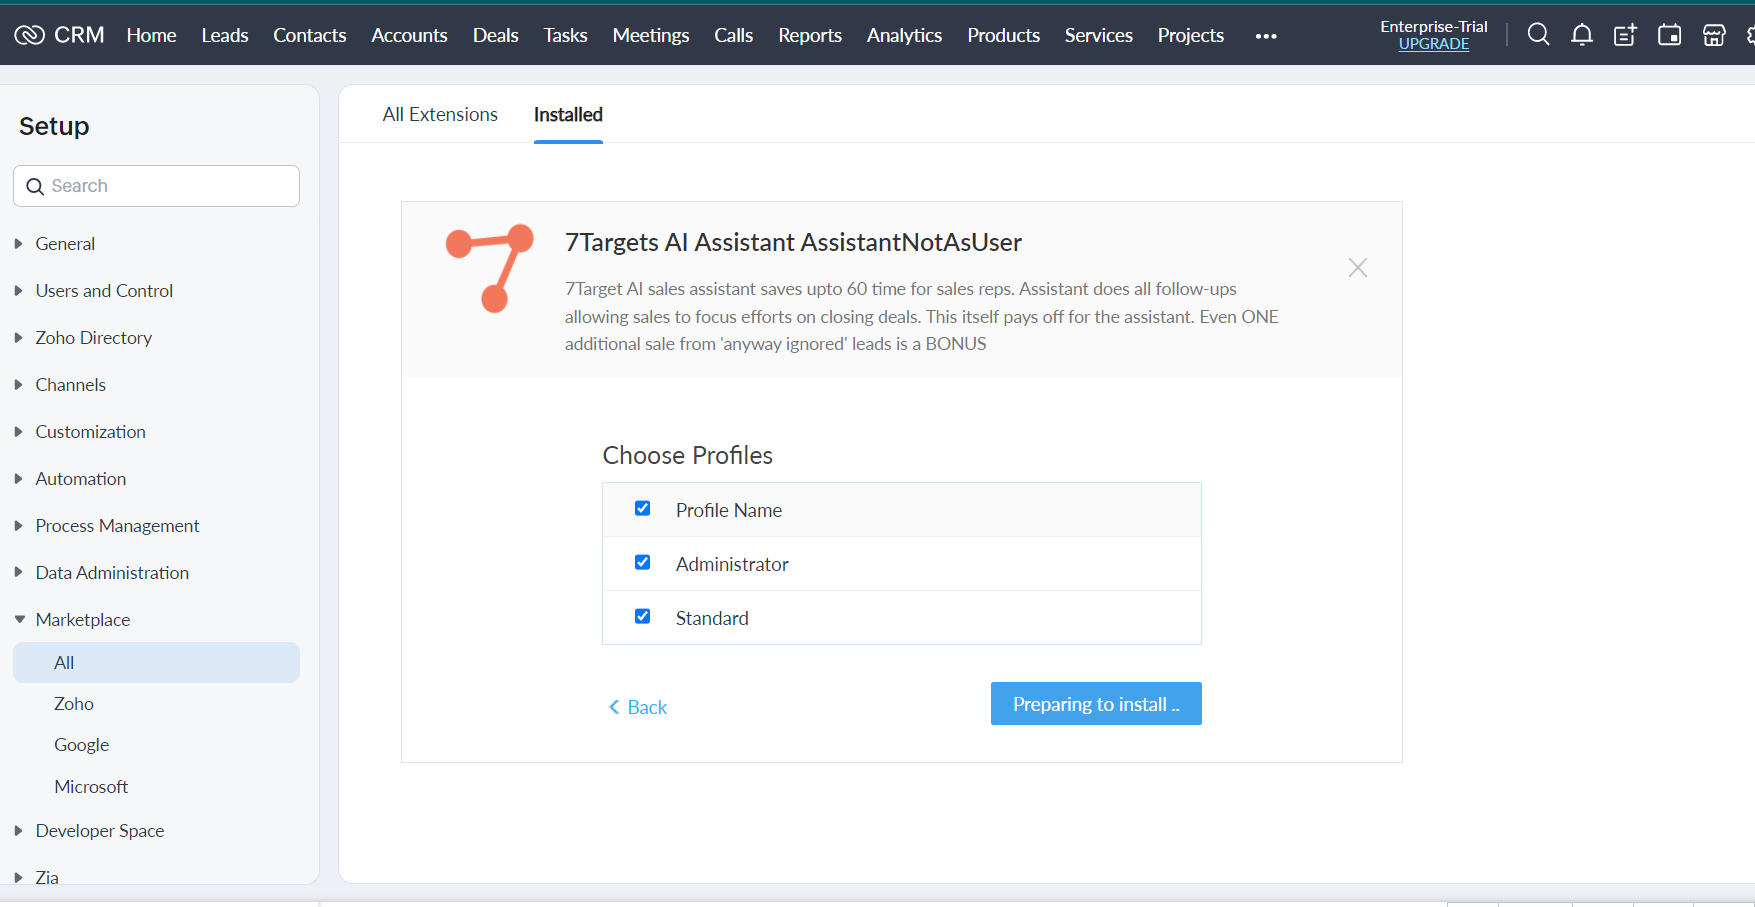 CRM
Home
Leads
Contacts
Accounts
Deals
Tasks
Meetings
Calls
Reports
Analytics
Products
Services
Projects
•••
Enterprise-Trial
UPGRADE
Setup
Search
General
Users and Control
Zoho Directory
Channels
Customization
Automation
Process Management
Data Administration
Marketplace
All
Zoho
Google
Microsoft
Developer Space
Zia
All Extensions
Installed
7Targets AI Assistant AssistantNotAsUser
7Target AI sales assistant saves upto 60 time for sales reps. Assistant does all follow-ups
allowing sales to focus efforts on closing deals. This itself pays off for the assistant. Even ONE
additional sale from 'anyway ignored' leads is a BONUS
Choose Profiles
Profile Name
Administrator
Standard
Back
Preparing to install ..